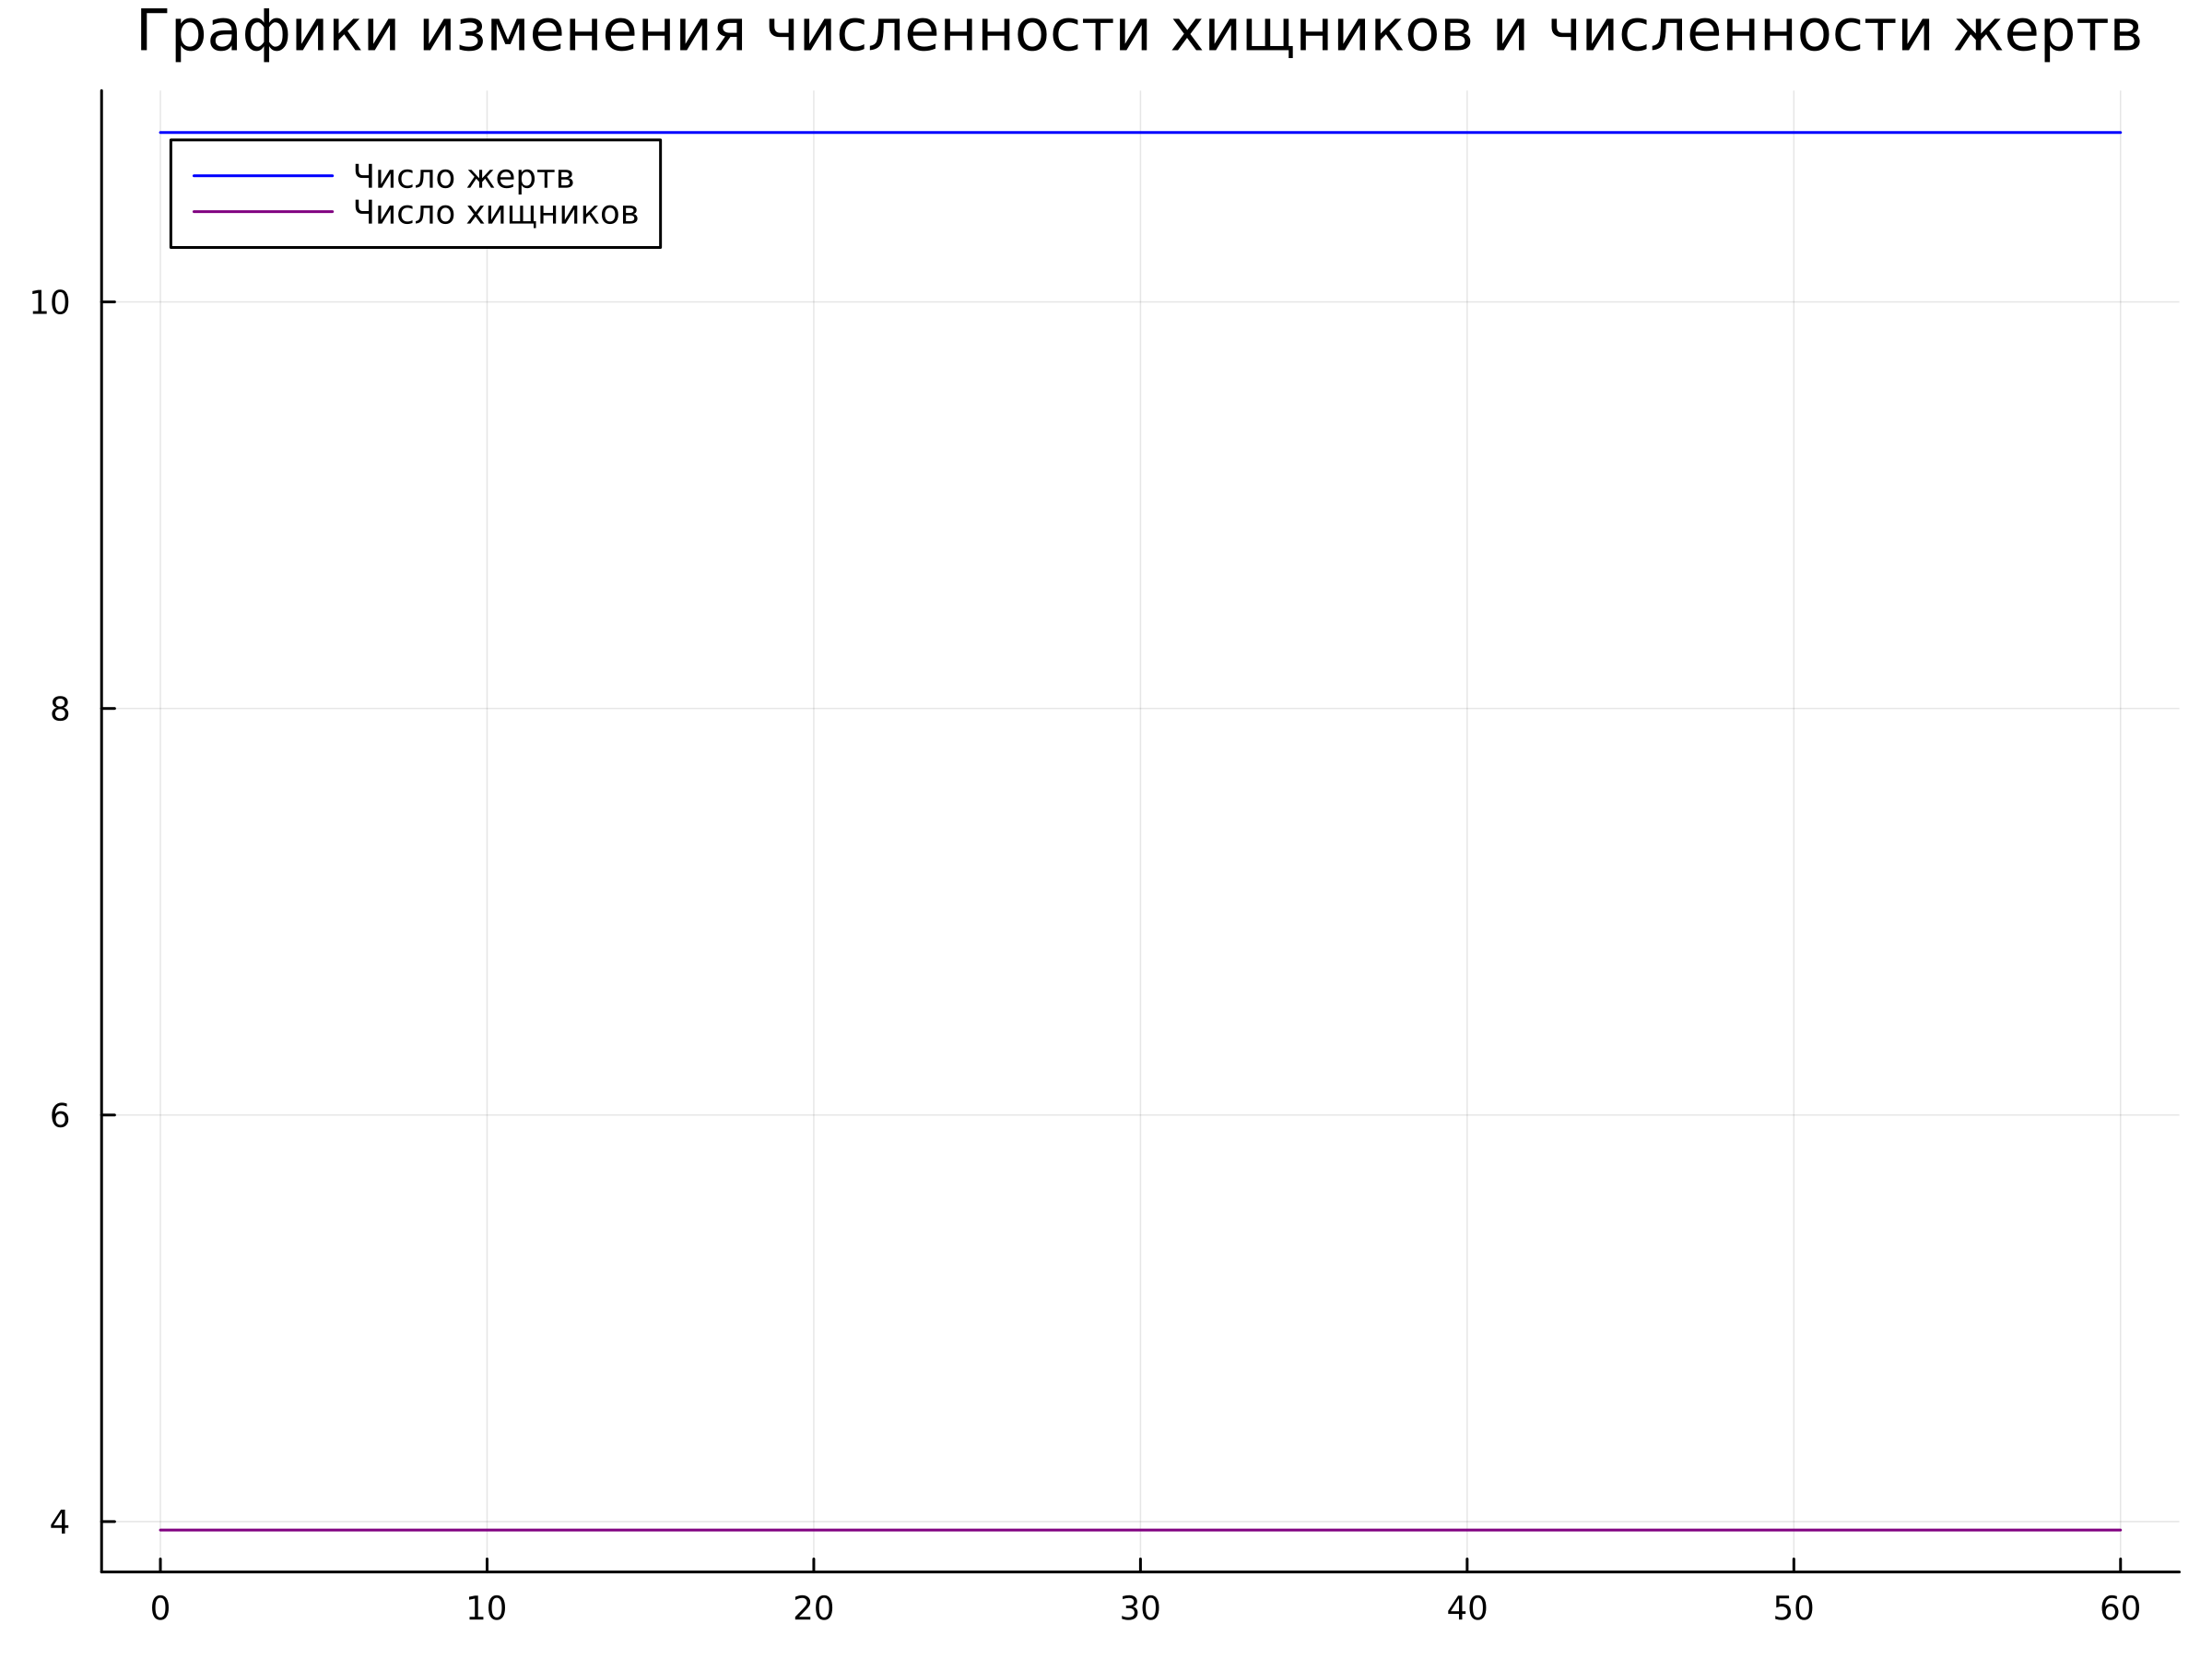 Графики изменения численности хищников и численности жертв
Число жертв
Число хищников
10
8
6
4
0 10 20 30 40 50 60